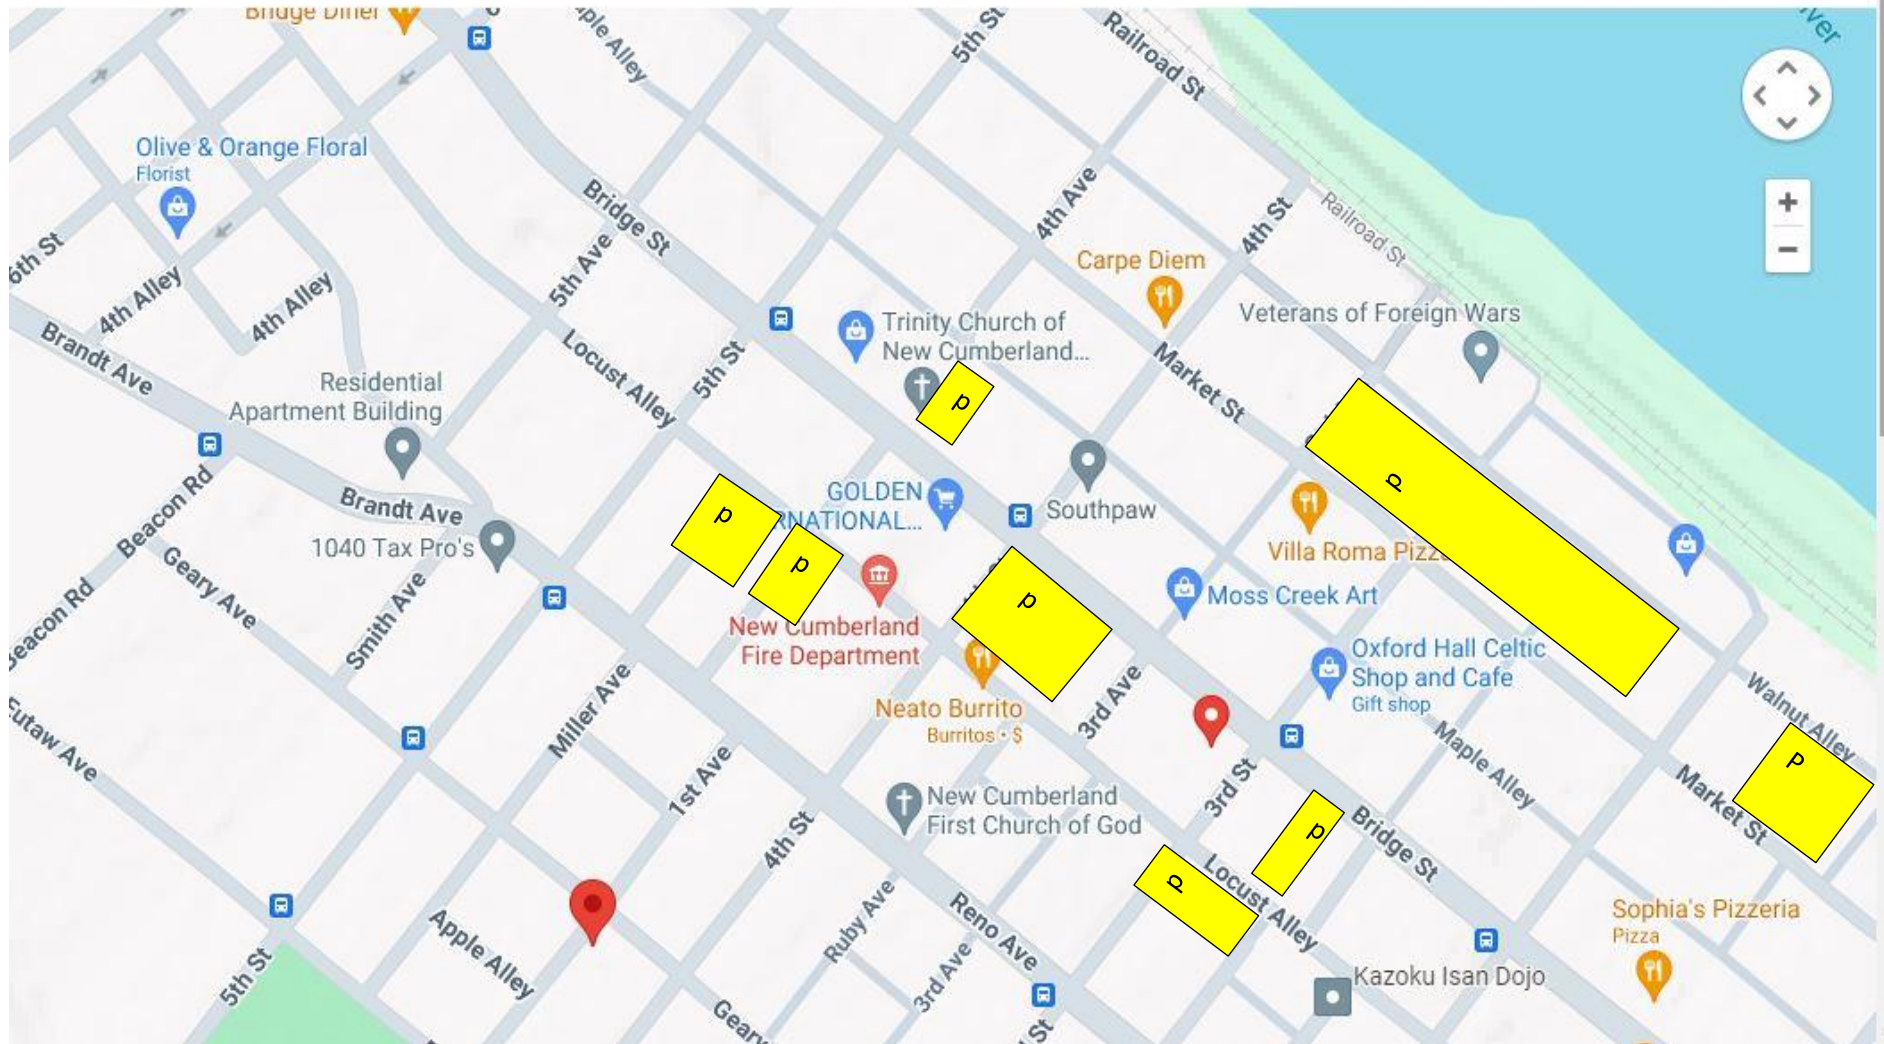 Bridge Diner
Maple Alley
5th St
Railroad St
Olive & Orange Floral
Florist
6th St
4th Alley
4th Alley
Bridge St
5th Ave
4th Ave
4th St
Railroad St
Carpe Diem
Veterans of Foreign Wars
Trinity Church of
New Cumberland...
Brandt Ave
Residential
Apartment Building
Locust Alley
5th St
Market St
p
p
GOLDEN
RNATIONAL...
Southpaw
p
Beacon Rd
Brandt Ave
1040 Tax Pro's
p
Villa Roma Pizz
Geary Ave
Smith Ave
Beacon Rd
p
Moss Creek Art
New Cumberland
Fire Department
Oxford Hall Celtic
Shop and Cafe
Gift shop
Neato Burrito
Burritos • $
3rd Ave
Miller Ave
1st Ave
Eutaw Ave
Walnut Alley
Maple Alley
P
Market St
New Cumberland
First Church of God
3rd St
4th St
p
Bridge St
p
Locust Alley
Apple Alley
Ruby Ave
Reno Ave
3rd Ave
5th St
Sophia's Pizzeria
Pizza
Kazoku Isan Dojo
Geary
St
+
−